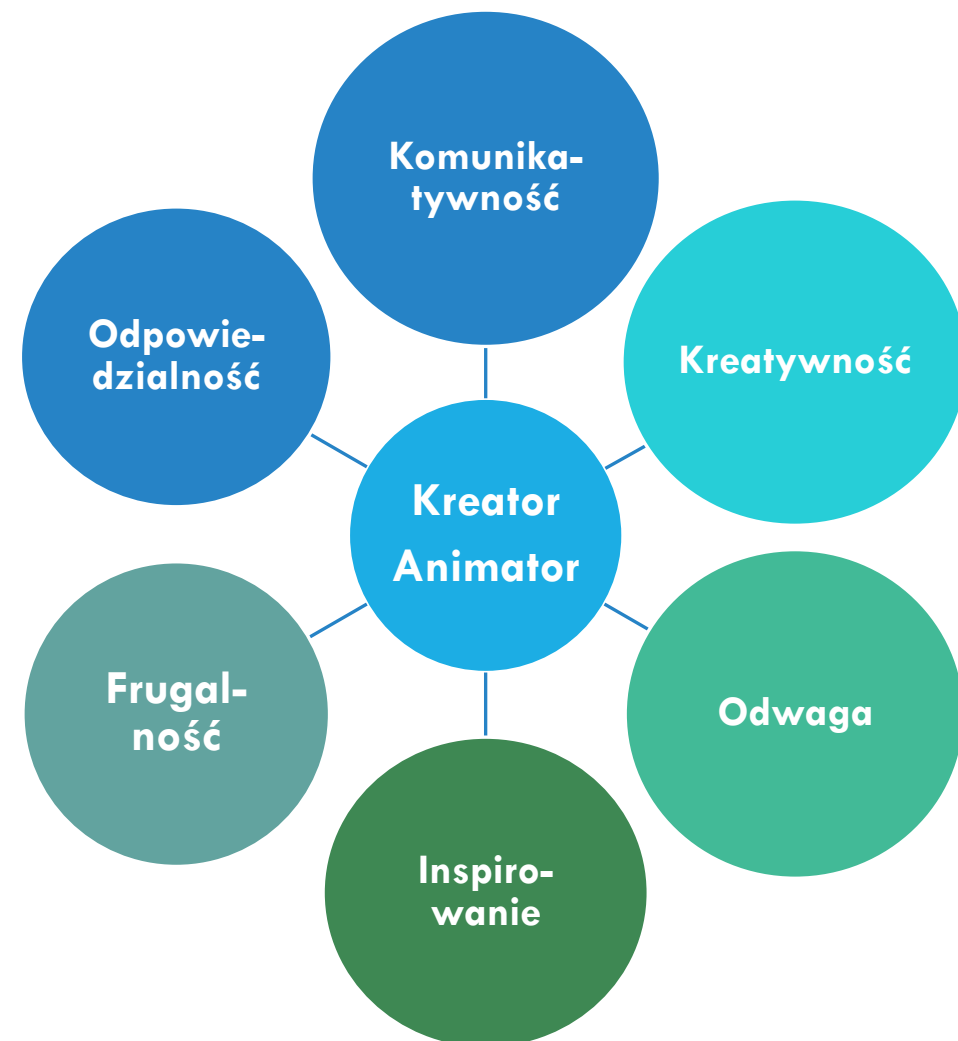 Komunika-
tywność
Kreatywność
Odwaga
Inspiro-
wanie
Frugal-
ność
Odpowie-
dzialność
Kreator
Animator